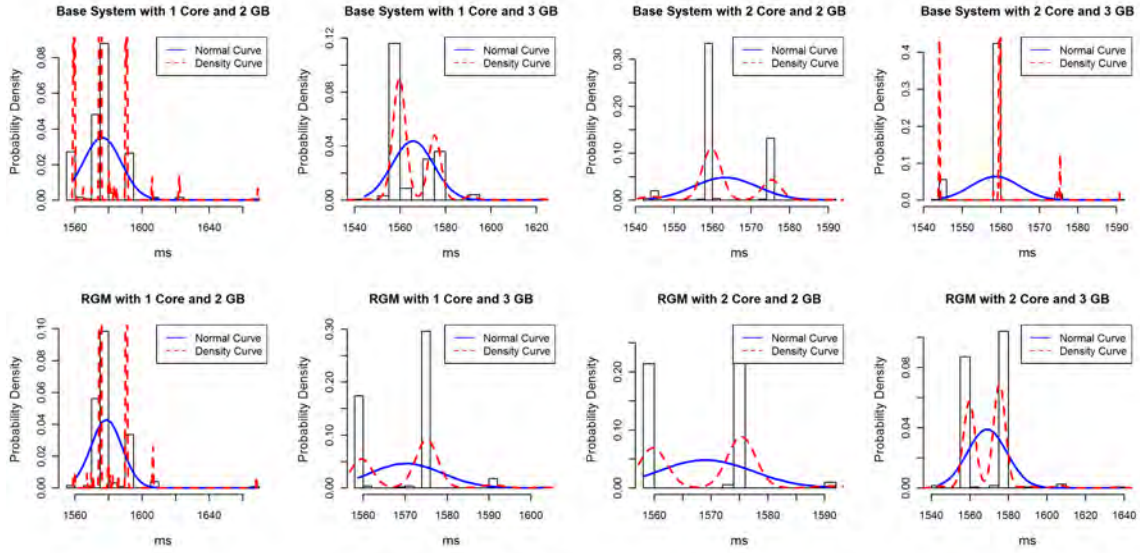 Base System with 1 Core and 2 GB
Probability Density
0.00 0.04 0.08
Normal Curve
Density Curve
1560 1580 1600 1620 1640
ms
Base System with 1 Core and 3 GB
Probability Density
0.00 0.04 0.08 0.12
Normal Curve
Density Curve
1540 1560 1580 1600 1620
ms
Base System with 2 Core and 2 GB
Probability Density
0.00 0.10 0.20 0.30
Normal Curve
Density Curve
1540 1550 1560 1570 1580 1590
ms
Base System with 2 Core and 3 GB
Probability Density
0.0 0.1 0.2 0.3 0.4
Normal Curve
Density Curve
1540 1550 1560 1570 1580 1590
ms
RGM with 1 Core and 2 GB
Probability Density
0.00 0.02 0.04 0.06 0.08 0.10
Normal Curve
Density Curve
1560 1580 1600 1620 1640
ms
RGM with 1 Core and 3 GB
Probability Density
0.00 0.10 0.20 0.30
Normal Curve
Density Curve
1560 1570 1580 1590 1600
ms
RGM with 2 Core and 2 GB
Probability Density
0.00 0.10 0.20
Normal Curve
Density Curve
1560 1570 1580 1590
ms
RGM with 2 Core and 3 GB
Probability Density
0.00 0.04 0.08
Normal Curve
Density Curve
1540 1560 1580 1600 1620 1640
ms